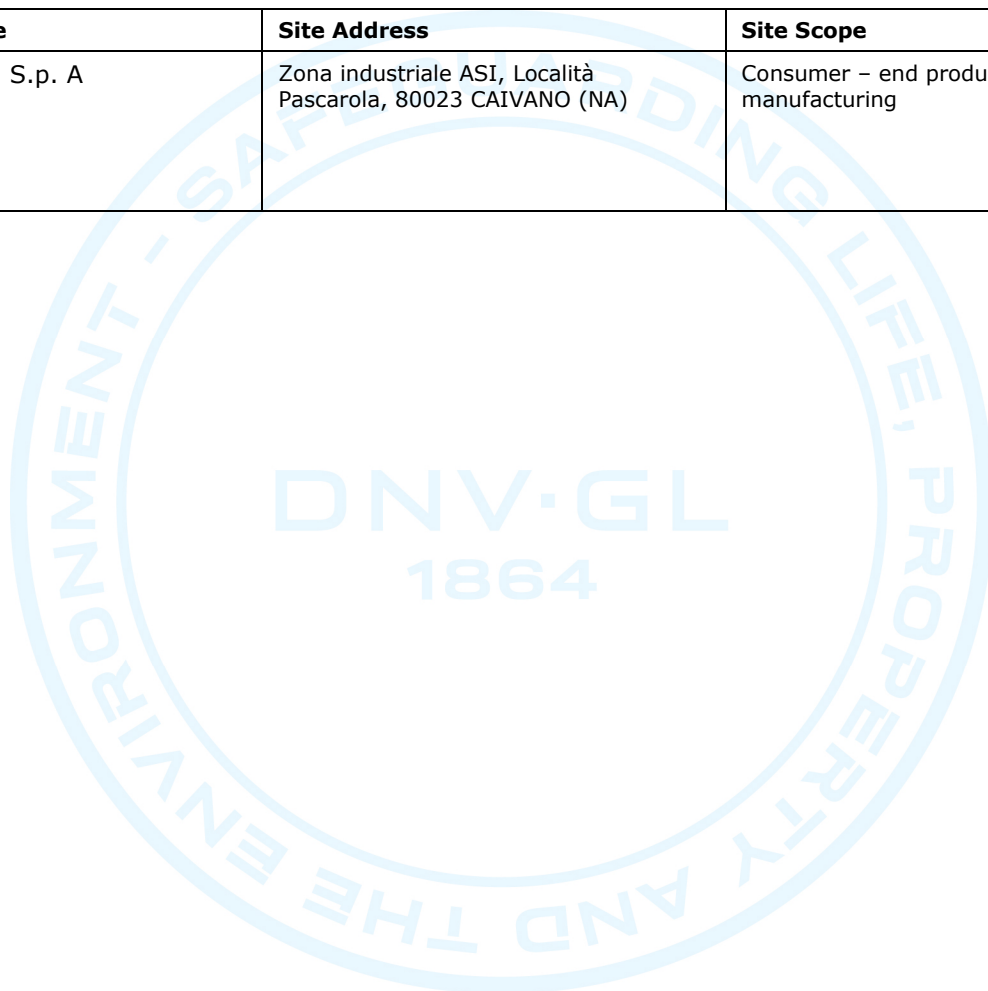 Site Address
Site Scope
S.p. A
Zona industriale ASI, Località
Pascarola, 80023 CAIVANO (NA)
Consumer – end produ
manufacturing
SAFEGUARDING LIFE, PROPERTY AND THE ENVIRONMENT -
DNV·GL
1864